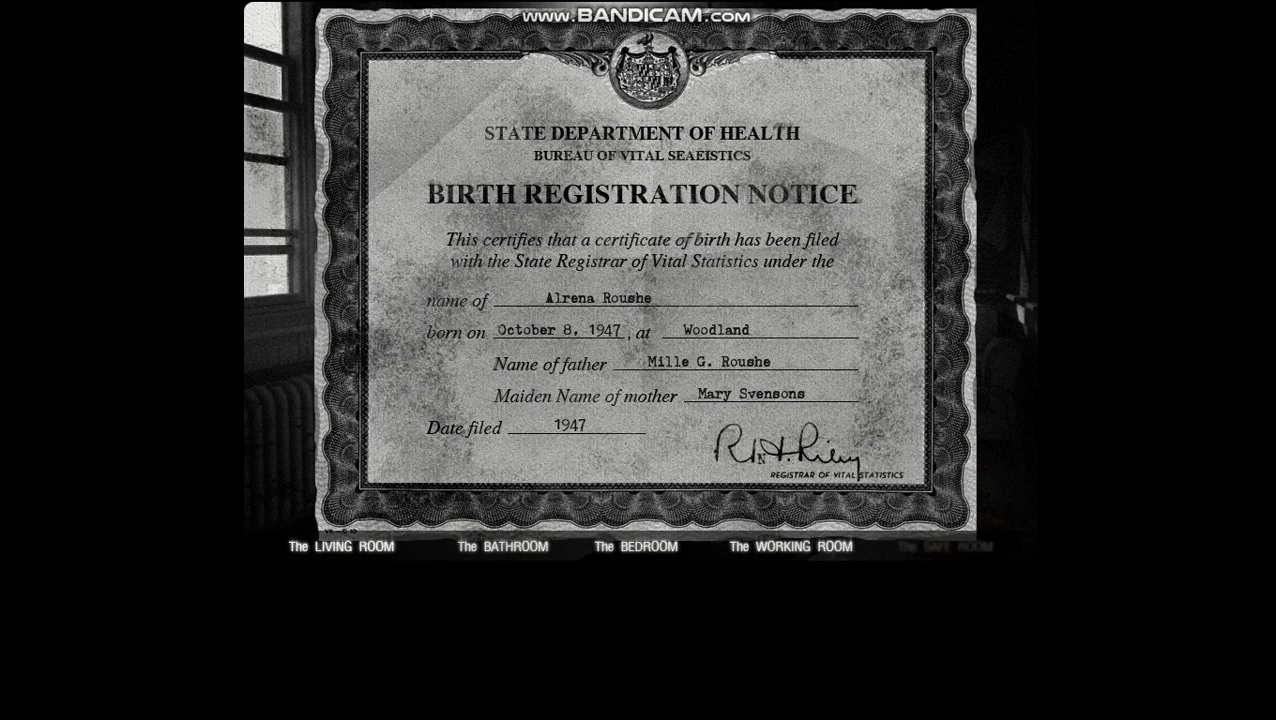 www.BANDICAM.com
STATE DEPARTMENT OF HEALTH
BUREAU OF VITAL SEAEISTICS
BIRTH REGISTRATION NOTICE
This certifies that a certificate of birth has been filed
with the State Registrar of Vital Statistics under the
name of Alrena Roushe
born on October 8, 1947, at Woodland
Name of father Mille G. Roushe
Maiden Name of mother Mary Svensons
Date filed 1947
REGISTRAR OF VITAL STATISTICS
The LIVING ROOM The BATHROOM The BEDROOM The WORKING ROOM The SAFE ROOM